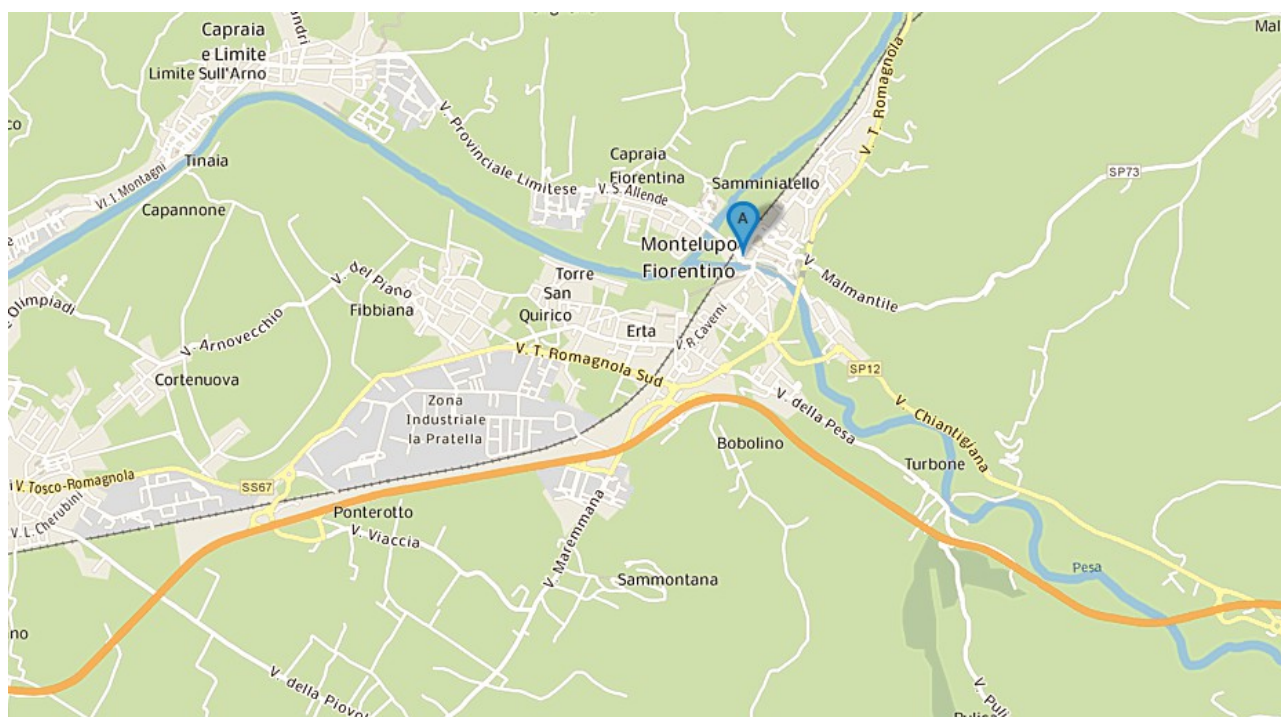 Capraia
e Limite
Limite Sull'Arno
V. T. Romagnola
V. Provinciale Limitese
Capraia
Fiorentina
V. S. Allende
Samminiatello
SP73
Tinaia
Vl. I. Montagni
Capannone
A
Montelupo
Fiorentino
V. Malmantile
V. del Piano
Torre
San
Quirico
Fibbiana
Erta
V. R. Caverni
V. Arnovecchio
e Olimpiadi
Cortenuova
V. T. Romagnola Sud
SP12
V. della Pesa
V. Chiantigiana
Zona
Industriale
la Pratella
Bobolino
Turbone
V. Tosco-Romagnola
SS67
V. L. Cherubini
Ponterotto
V. Viaccia
V. Maremmana
Sammontana
Pesa
V. della Piovol
V. Puli